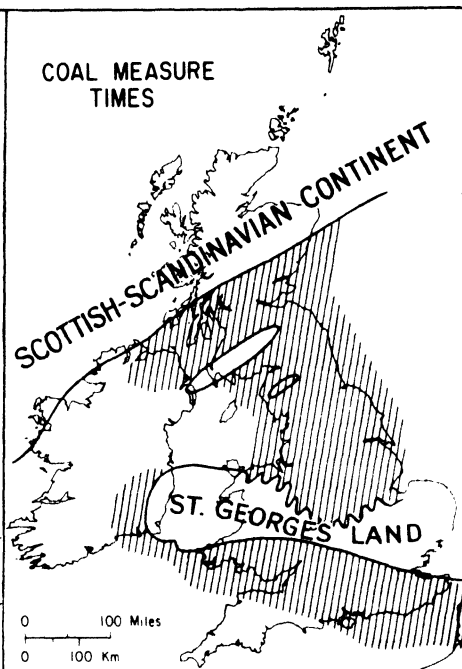 COAL MEASURE
TIMES
SCOTTISH-SCANDINAVIAN CONTINENT
ST. GEORGES' LAND
0 100 Miles
0 100 Km